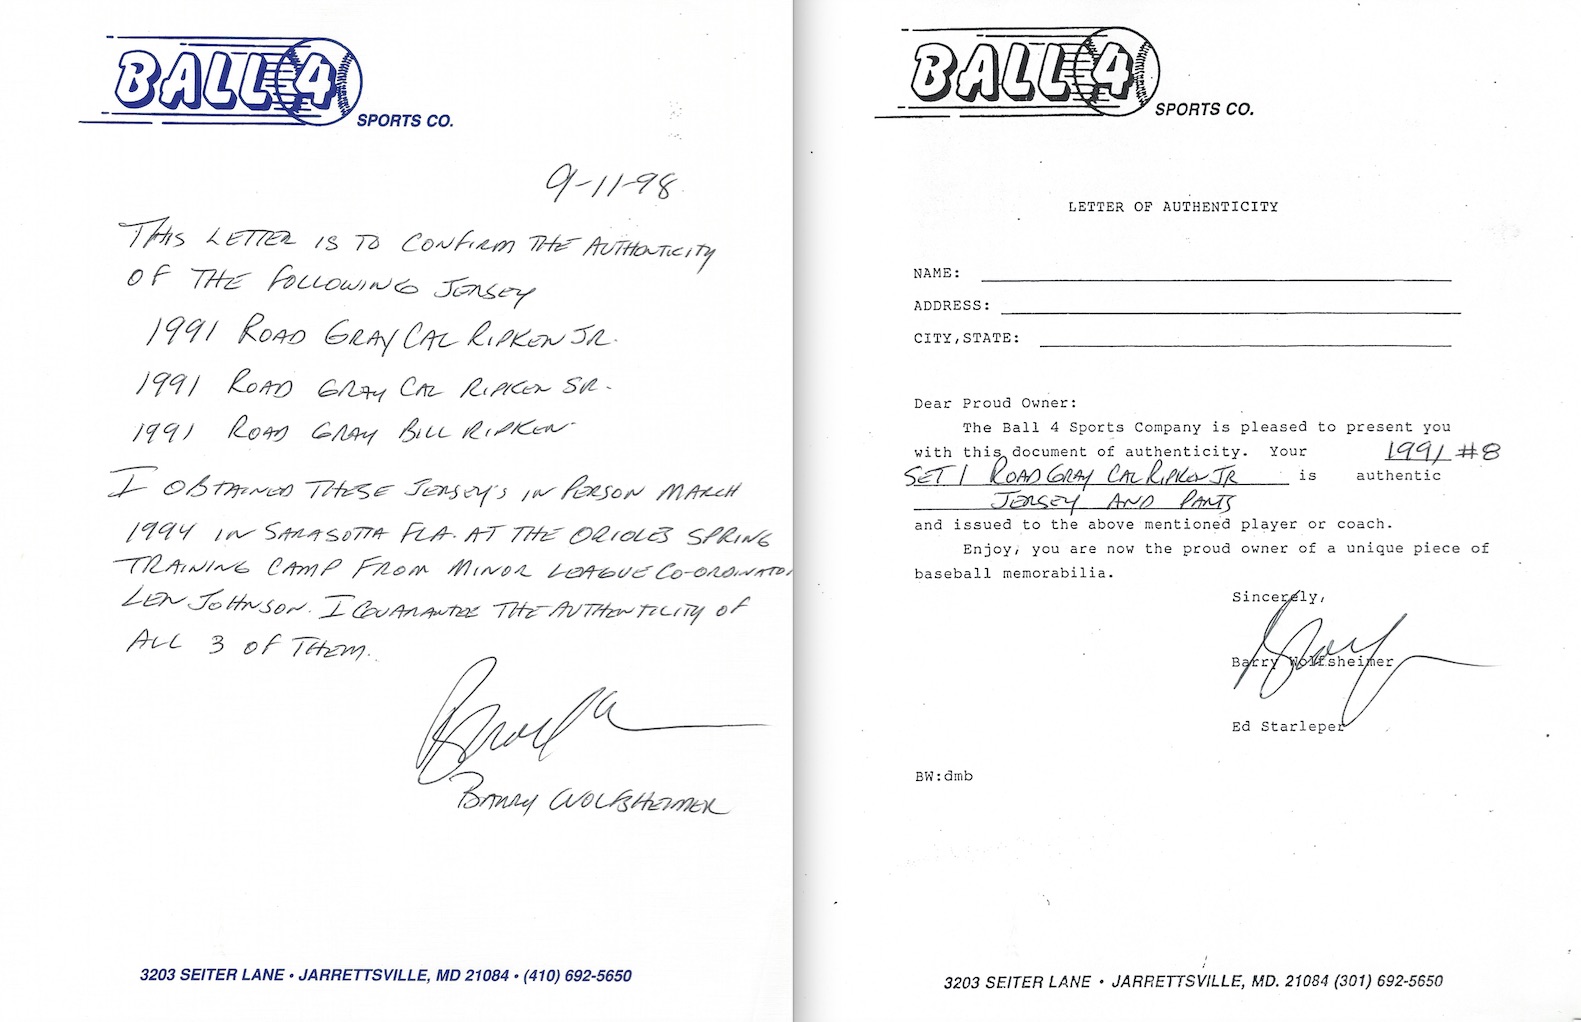 BALL 4
SPORTS CO.
9-11-98
THIS LETTER IS TO CONFIRM THE AUTHENTICITY
OF THE FOLLOWING JERSEY
1991 ROAD GRAY CAL RIPKEN JR.
1991 ROAD GRAY CAL RIPKEN SR.
1991 ROAD GRAY BILL RIPKEN
I OBTAINED THESE JERSEY'S IN PERSON MARCH
1994 IN SARASOTTA FLA. AT THE ORIOLES SPRING
TRAINING CAMP FROM MINOR LEAGUE CO-ORDINATOR
LEN JOHNSON. I GUARANTEE THE AUTHENTICITY OF
ALL 3 OF THEM.
BARRY WOLFSHEIMER
3203 SEITER LANE • JARRETTSVILLE, MD 21084 • (410) 692-5650
BALL 4
SPORTS CO.
LETTER OF AUTHENTICITY
NAME:
ADDRESS:
CITY,STATE:
Dear Proud Owner:
The Ball 4 Sports Company is pleased to present you
with this document of authenticity. Your 1991 #8
SET 1 ROAD GRAY CAL RIPKEN JR is authentic
JERSEY AND PANTS
and issued to the above mentioned player or coach.
Enjoy, you are now the proud owner of a unique piece of
baseball memorabilia.
Sincerely,
Barry Wolfsheimer
Ed Starleper
BW:dmb
3203 SEITER LANE • JARRETTSVILLE, MD. 21084 (301) 692-5650